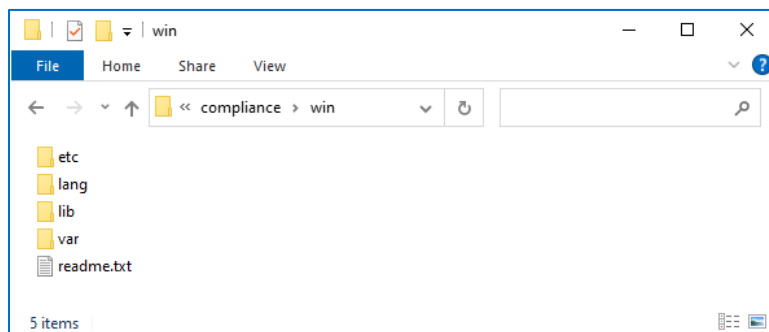 win
File Home Share View
« compliance > win
etc
lang
lib
var
readme.txt
5 items